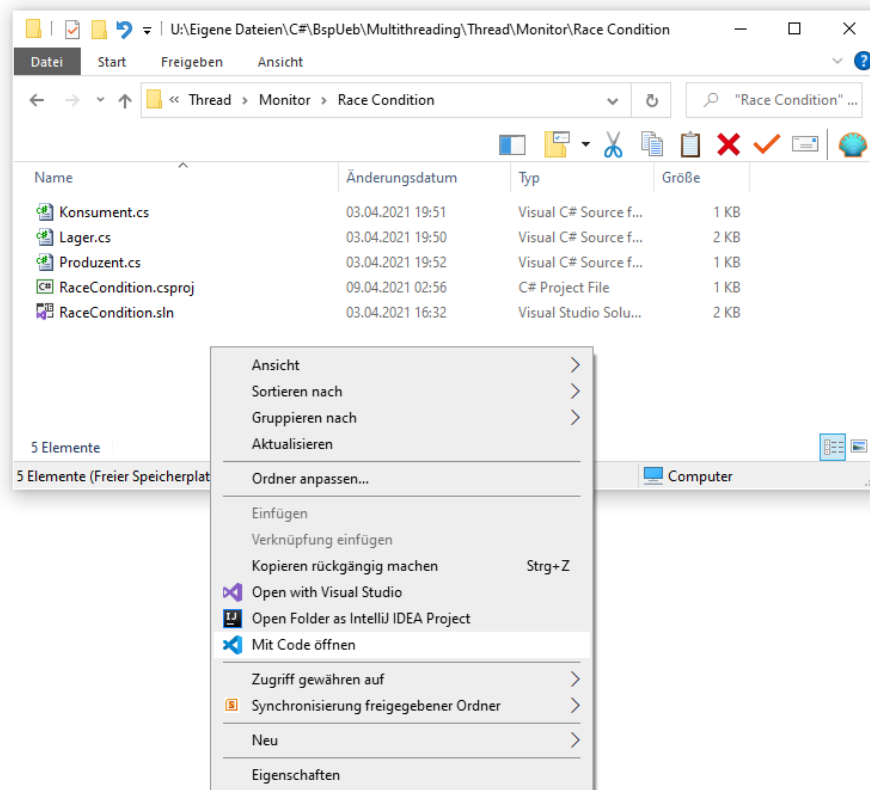 U:\Eigene Dateien\C#\BspUeb\Multithreading\Thread\Monitor\Race Condition
Datei Start Freigeben Ansicht
« Thread Monitor Race Condition "Race Condition" ...
Name Änderungsdatum Typ Größe
Konsument.cs 03.04.2021 19:51 Visual C# Source f... 1 KB
Lager.cs 03.04.2021 19:50 Visual C# Source f... 2 KB
Produzent.cs 03.04.2021 19:52 Visual C# Source f... 1 KB
RaceCondition.csproj 09.04.2021 02:56 C# Project File 1 KB
RaceCondition.sln 03.04.2021 16:32 Visual Studio Solu... 2 KB
Ansicht
Sortieren nach
Gruppieren nach
Aktualisieren
Ordner anpassen...
Einfügen
Verknüpfung einfügen
Kopieren rückgängig machen Strg+Z
Open with Visual Studio
Open Folder as IntelliJ IDEA Project
Mit Code öffnen
Zugriff gewähren auf
Synchronisierung freigegebener Ordner
Neu
Eigenschaften
5 Elemente
5 Elemente (Freier Speicherplat Computer